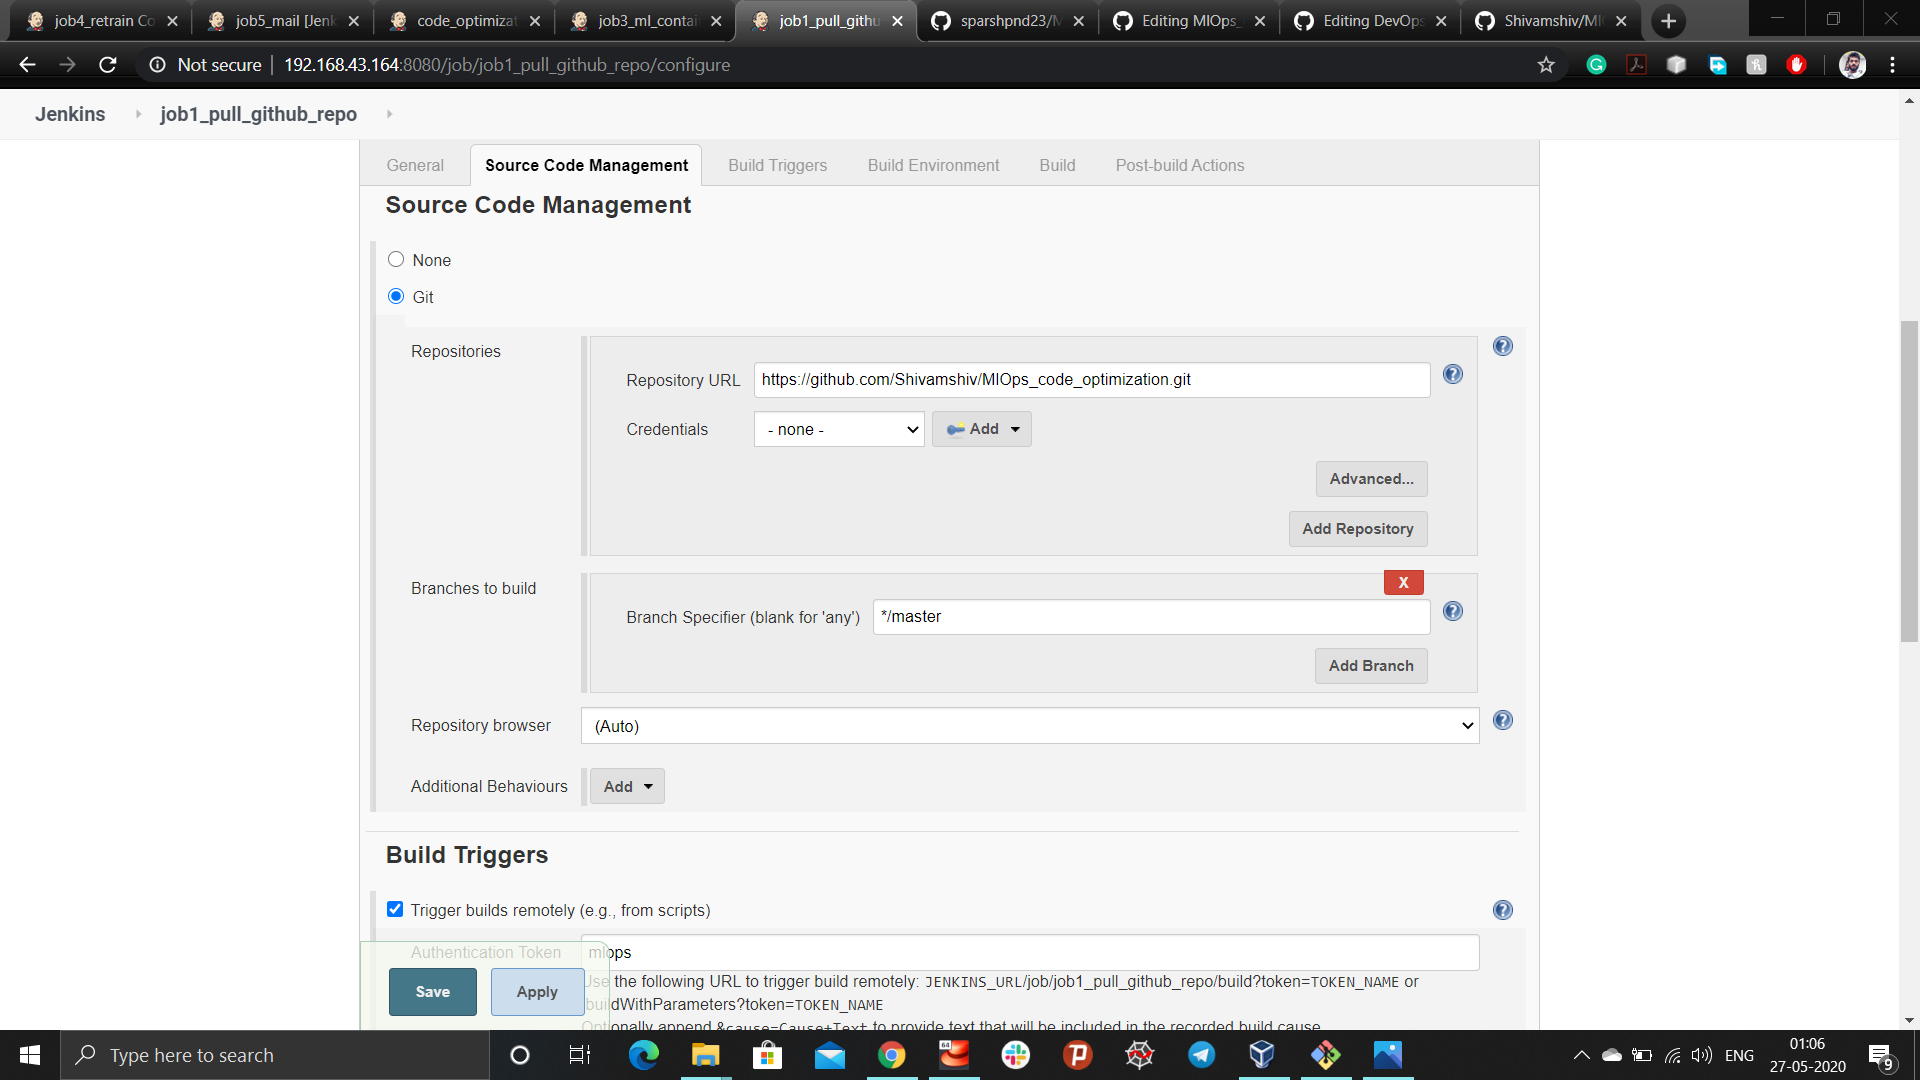 job4_retrain Co
job5_mail [Jenk
code_optimizat
job3_ml_contai
job1_pull_githu
sparshpnd23/M
Editing MlOps_
Editing DevOps
Shivamshiv/Ml
Not secure 192.168.43.164:8080/job/job1_pull_github_repo/configure
Jenkins job1_pull_github_repo
General Source Code Management Build Triggers Build Environment Build Post-build Actions
Source Code Management
None
Git
Repositories
Repository URL https://github.com/Shivamshiv/MlOps_code_optimization.git
Credentials - none - Add
Advanced...
Add Repository
Branches to build
X
Branch Specifier (blank for 'any') */master
Add Branch
Repository browser (Auto)
Additional Behaviours Add
Build Triggers
Trigger builds remotely (e.g., from scripts)
Authentication Token mlops
Use the following URL to trigger build remotely: JENKINS_URL/job/job1_pull_github_repo/build?token=TOKEN_NAME or
buildWithParameters?token=TOKEN_NAME
Optionally append &cause=Cause+Text to provide text that will be included in the recorded build cause.
Save Apply
Type here to search
64
ENG
01:06
27-05-2020
9